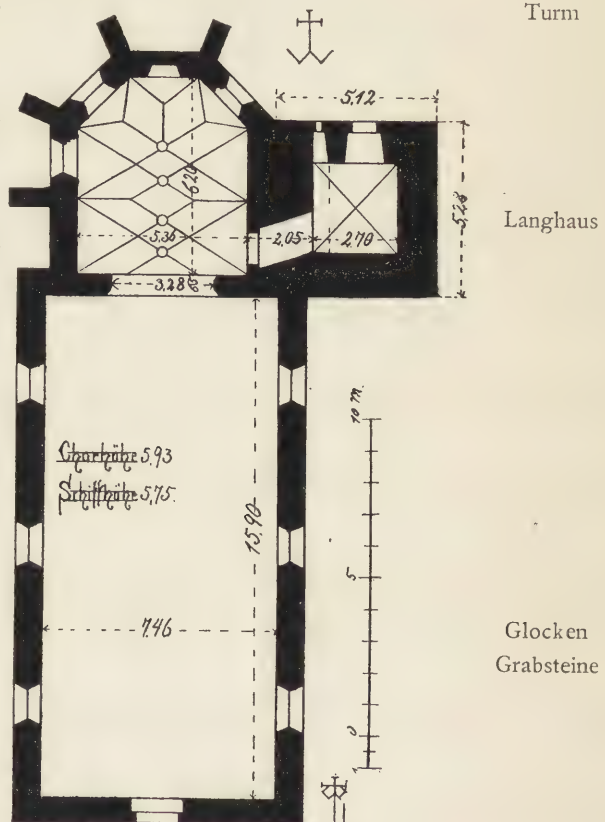 Turm
5,12
6,20
5,28
Langhaus
5,36
2,05
2,70
3,28
10 m.
Chorhöhe 5,93
Schiffhöhe 5,75.
15,90
5
7,46
Glocken
Grabsteine
0
1